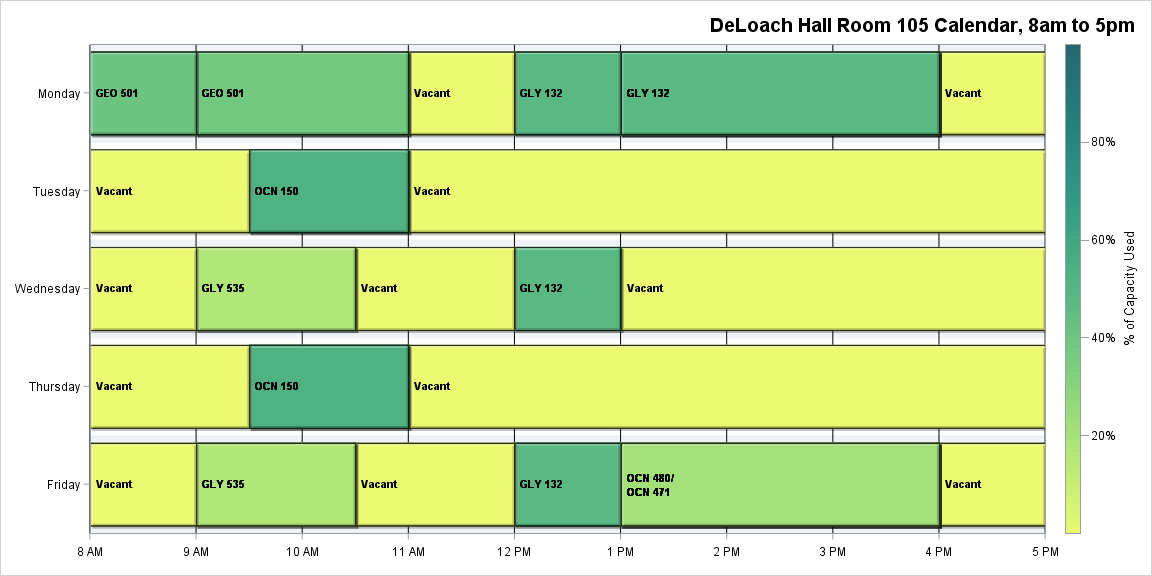 DeLoach Hall Room 105 Calendar, 8am to 5pm
Monday
GEO 501
GEO 501
Vacant
GLY 132
GLY 132
Vacant
Tuesday
Vacant
OCN 150
Vacant
Wednesday
Vacant
GLY 535
Vacant
GLY 132
Vacant
Thursday
Vacant
OCN 150
Vacant
Friday
Vacant
GLY 535
Vacant
GLY 132
OCN 480/
OCN 471
Vacant
8 AM
9 AM
10 AM
11 AM
12 PM
1 PM
2 PM
3 PM
4 PM
5 PM
80%
60%
40%
20%
% of Capacity Used